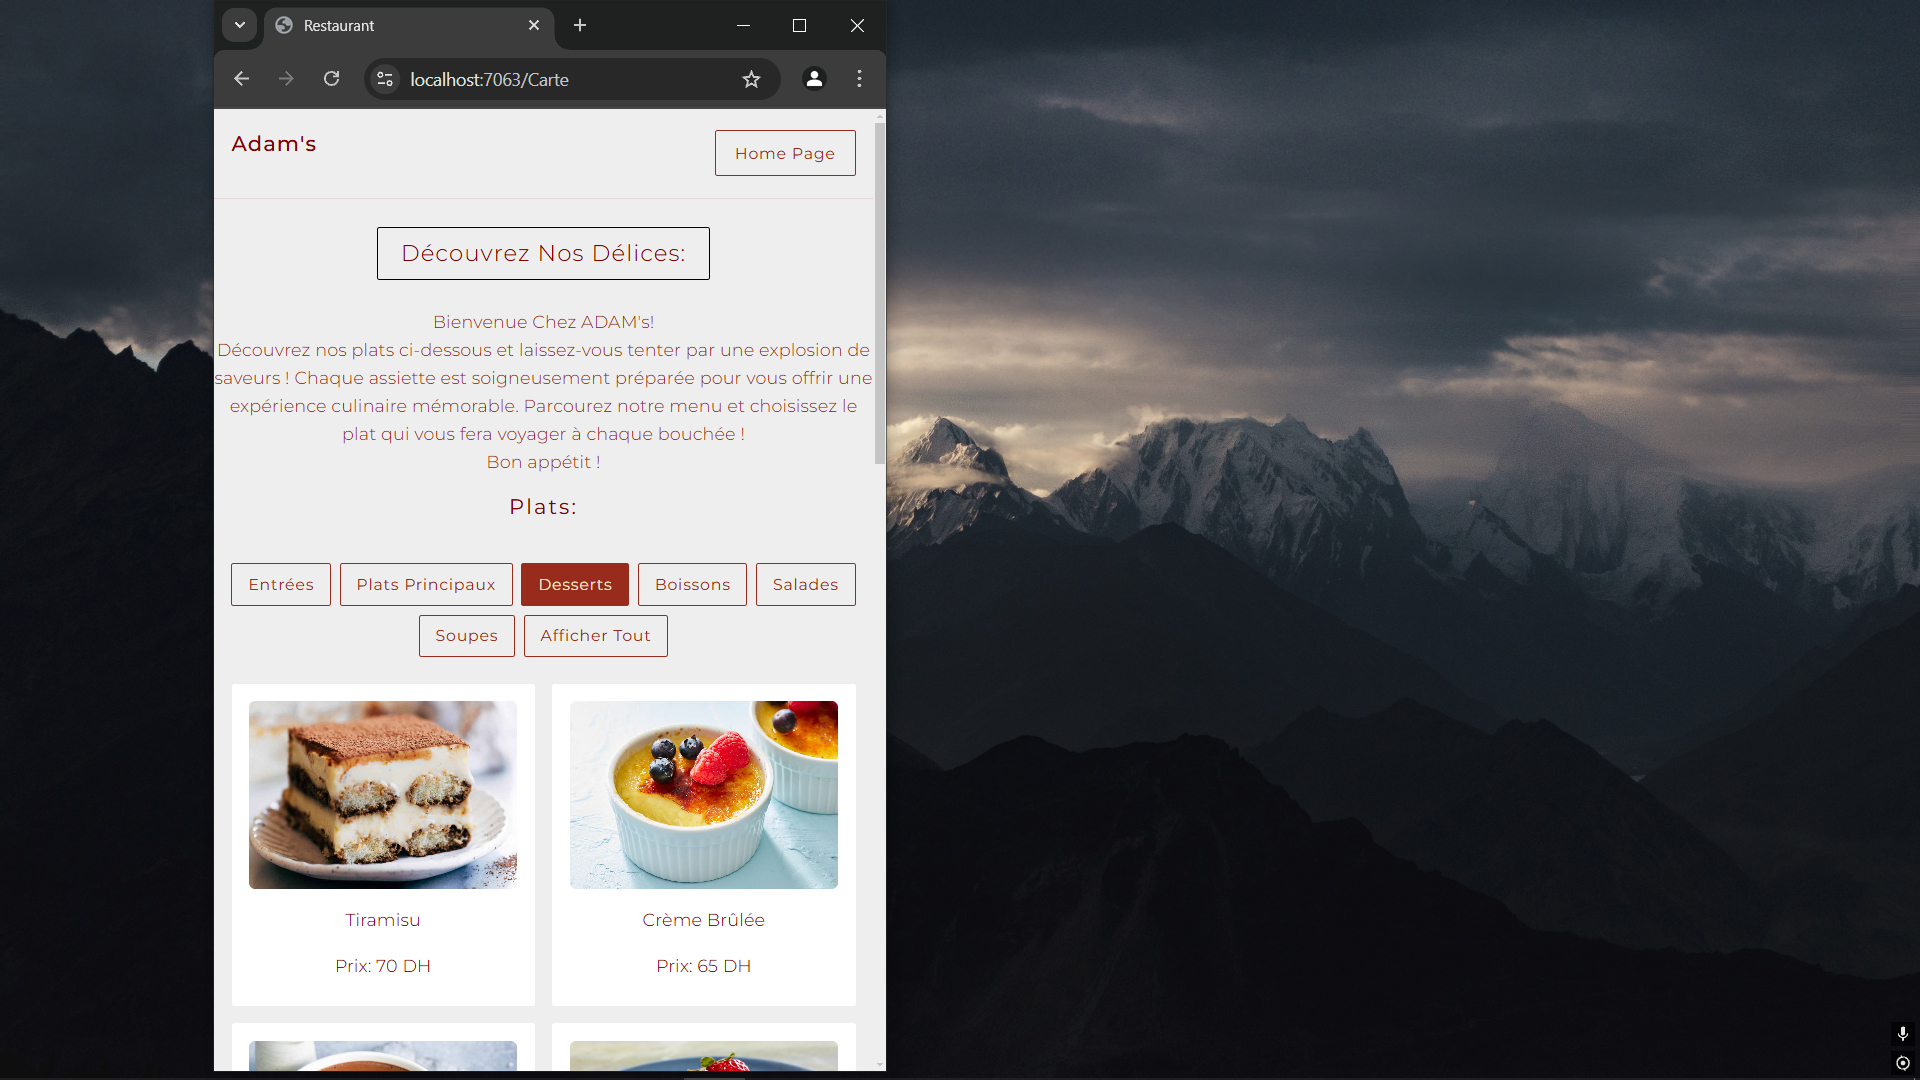 Restaurant
localhost:7063/Carte
Adam's
Home Page
Découvrez Nos Délices:
Bienvenue Chez ADAM's!
Découvrez nos plats ci-dessous et laissez-vous tenter par une explosion de
saveurs ! Chaque assiette est soigneusement préparée pour vous offrir une
expérience culinaire mémorable. Parcourez notre menu et choisissez le
plat qui vous fera voyager à chaque bouchée !
Bon appétit !
Plats:
Entrées Plats Principaux Desserts Boissons Salades
Soupes Afficher Tout
Tiramisu Crème Brûlée
Prix: 70 DH Prix: 65 DH